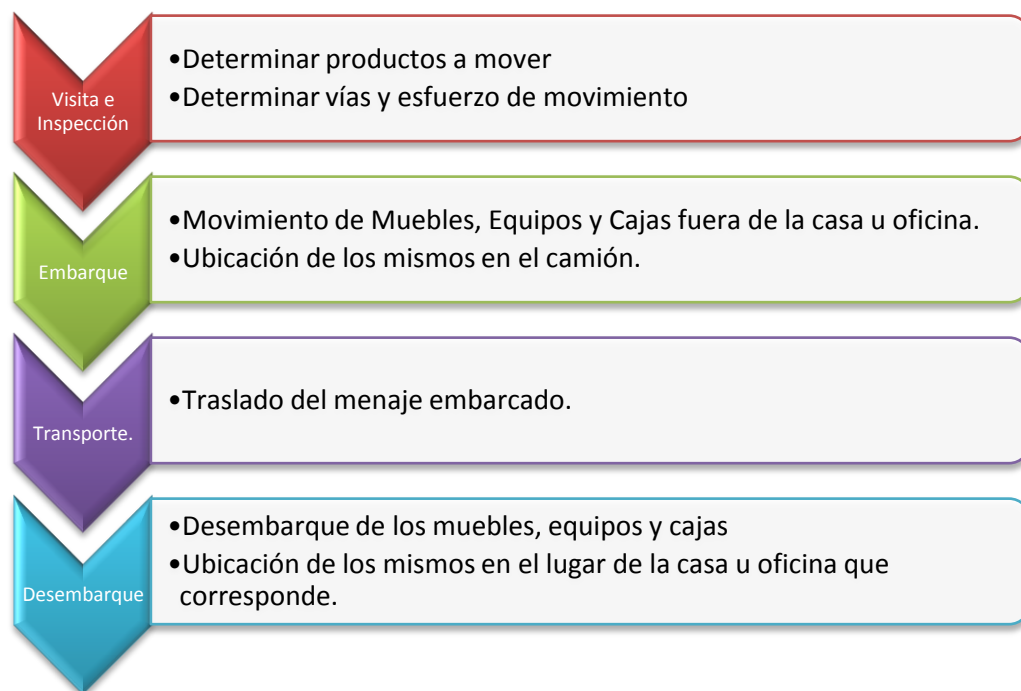 Visita e
Inspección
•Determinar productos a mover
•Determinar vías y esfuerzo de movimiento
Embarque
•Movimiento de Muebles, Equipos y Cajas fuera de la casa u oficina.
•Ubicación de los mismos en el camión.
Transporte.
•Traslado del menaje embarcado.
Desembarque
•Desembarque de los muebles, equipos y cajas
•Ubicación de los mismos en el lugar de la casa u oficina que
corresponde.